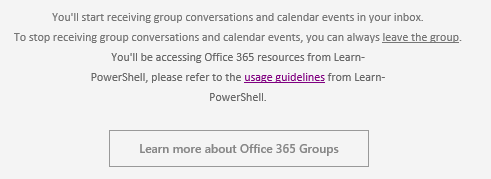 You'll start receiving group conversations and calendar events in your inbox.
To stop receiving group conversations and calendar events, you can always leave the group.
You'll be accessing Office 365 resources from Learn-
PowerShell, please refer to the usage guidelines from Learn-
PowerShell.
Learn more about Office 365 Groups